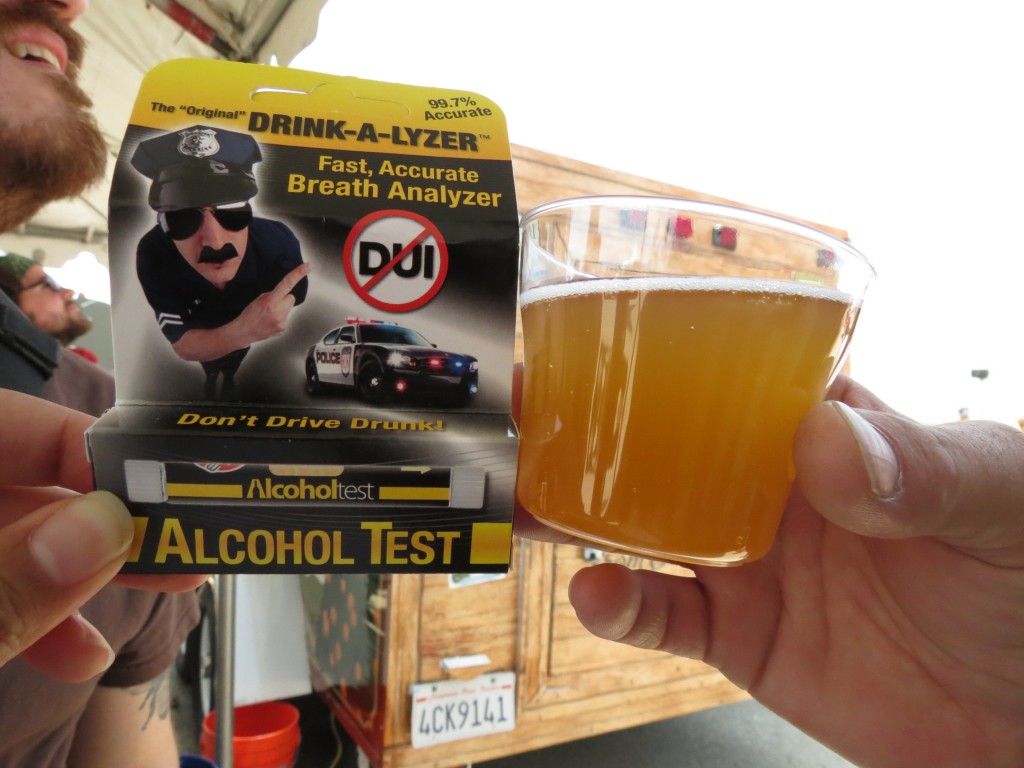 99.7%
Accurate
The "Original" DRINK-A-LYZER™
Fast, Accurate
Breath Analyzer
DUI
POLICE
Don't Drive Drunk!
Alcoholtest
ALCOHOL TEST
4CK9141